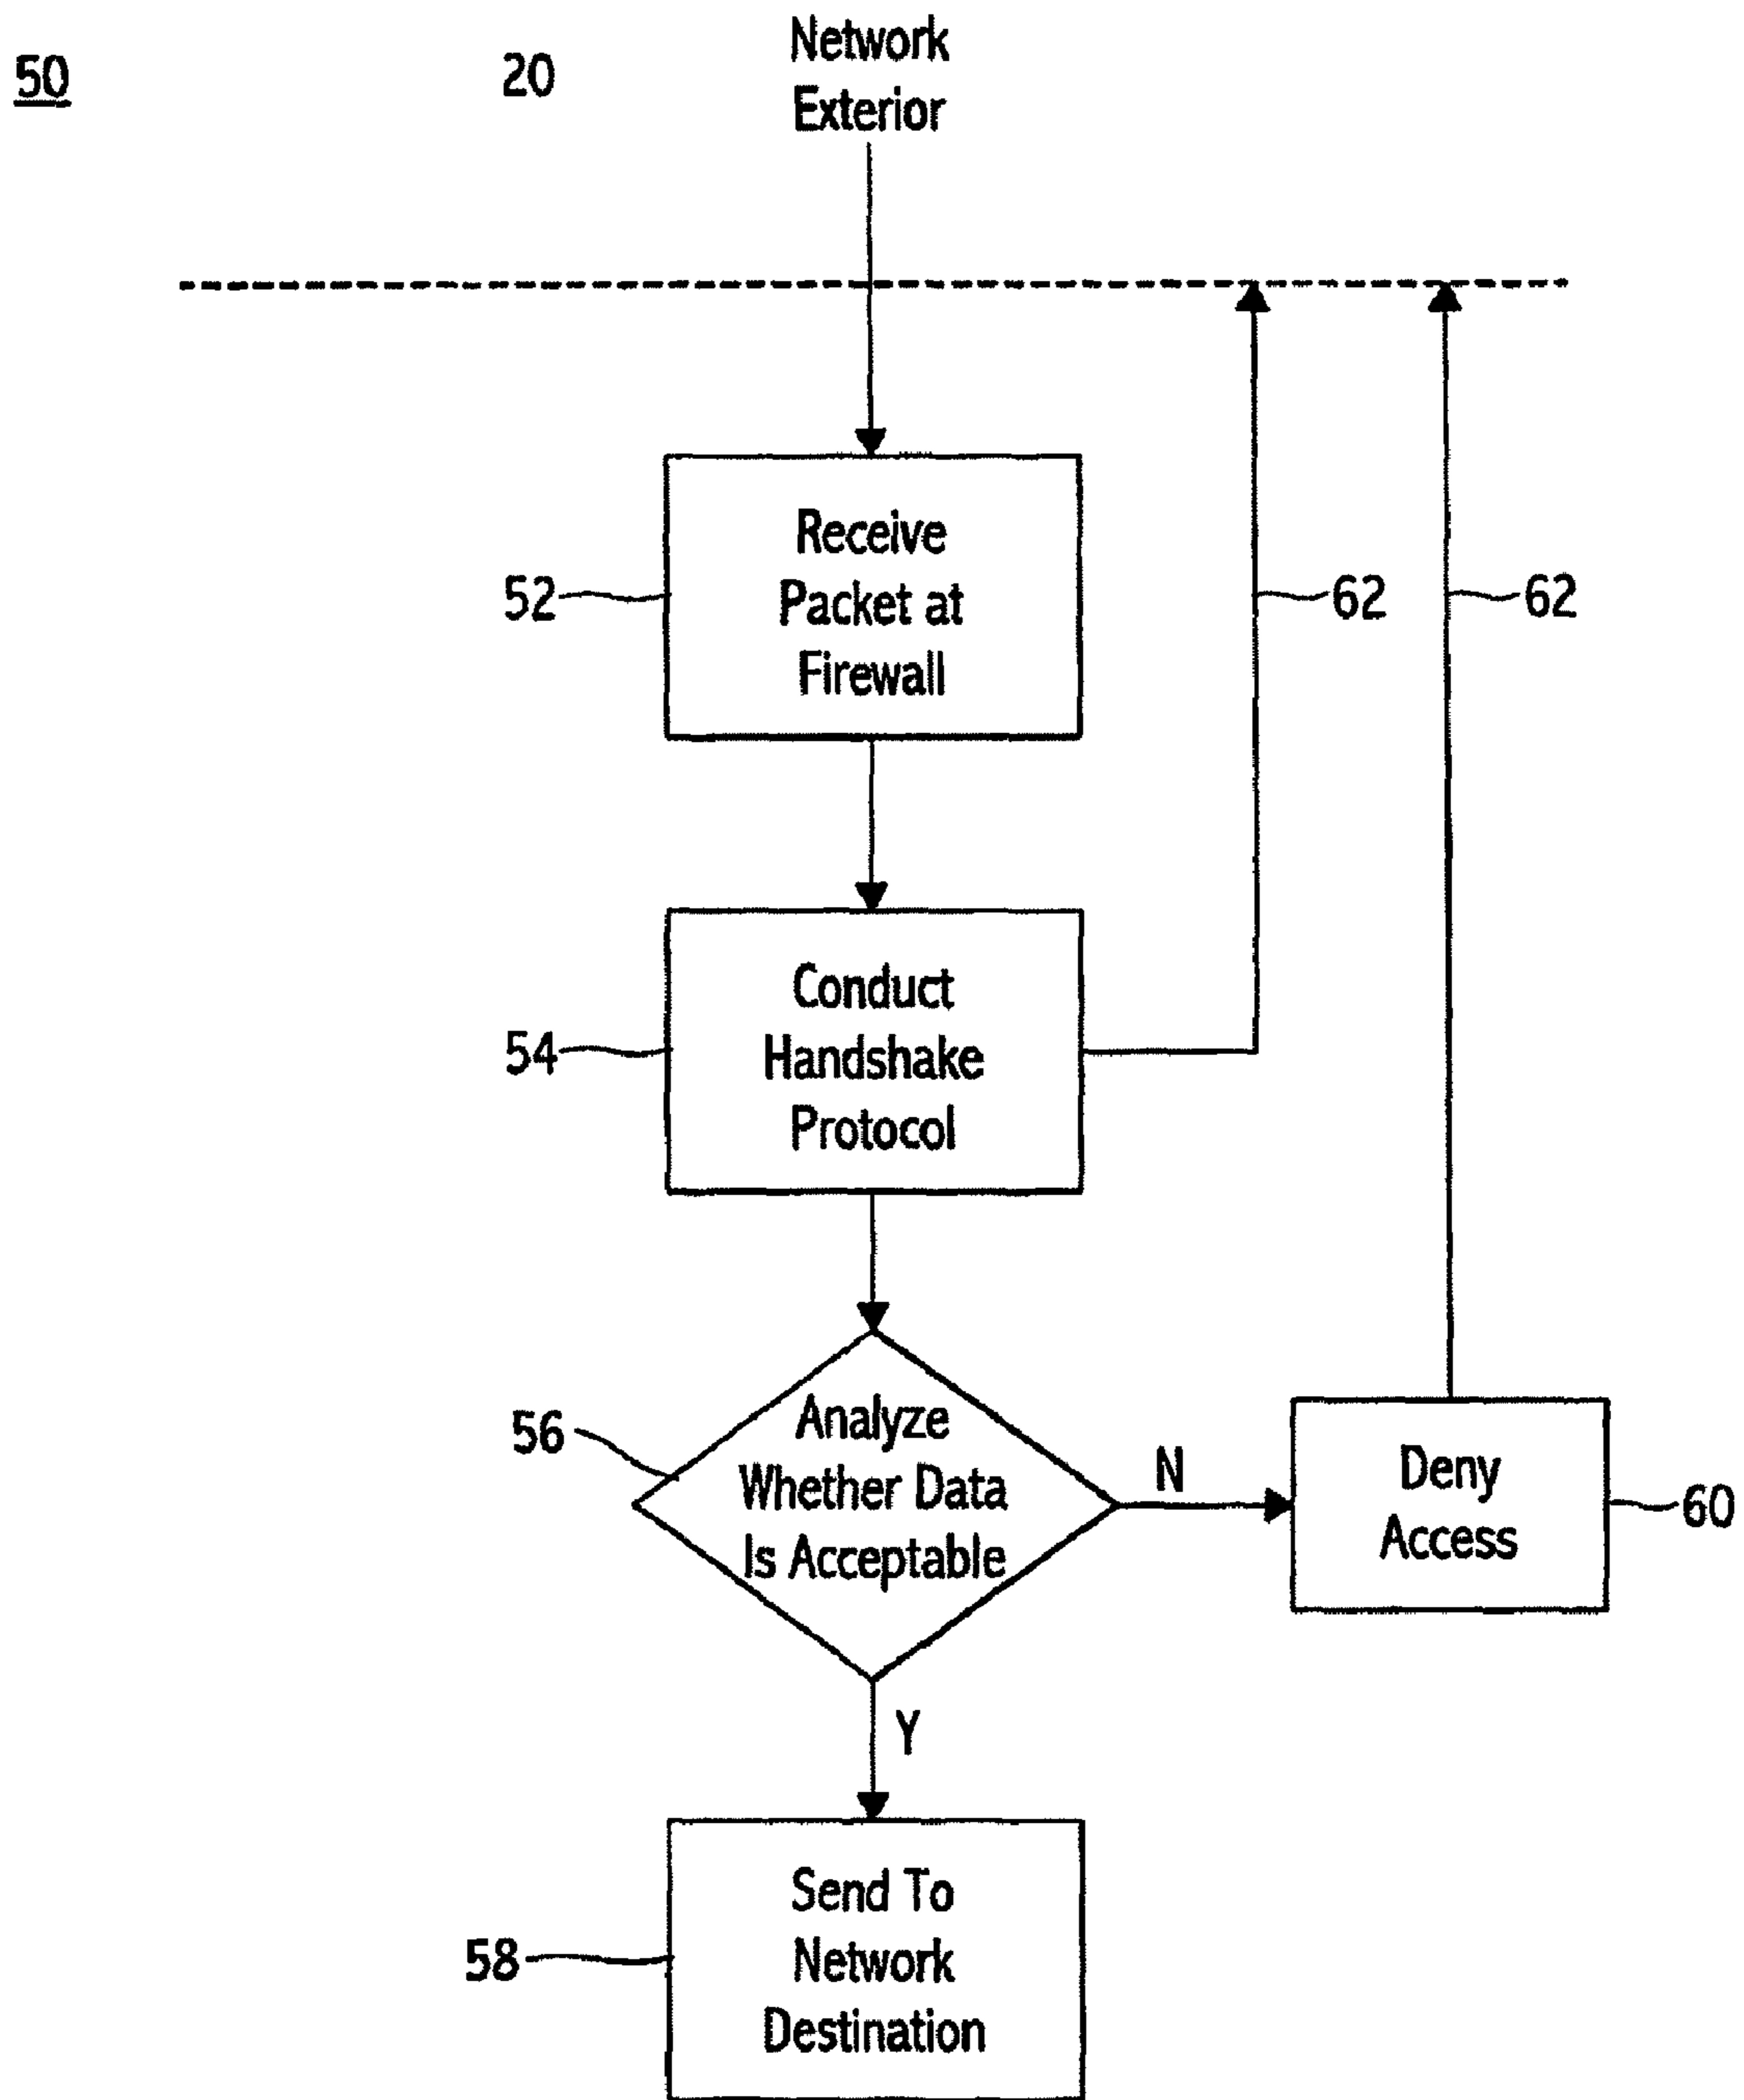 50
20
Network
Exterior
Receive
Packet at
Firewall
52
62
62
Conduct
Handshake
Protocol
54
Analyze
Whether Data
Is Acceptable
56
N
Deny
Access
60
Y
Send To
Network
Destination
58